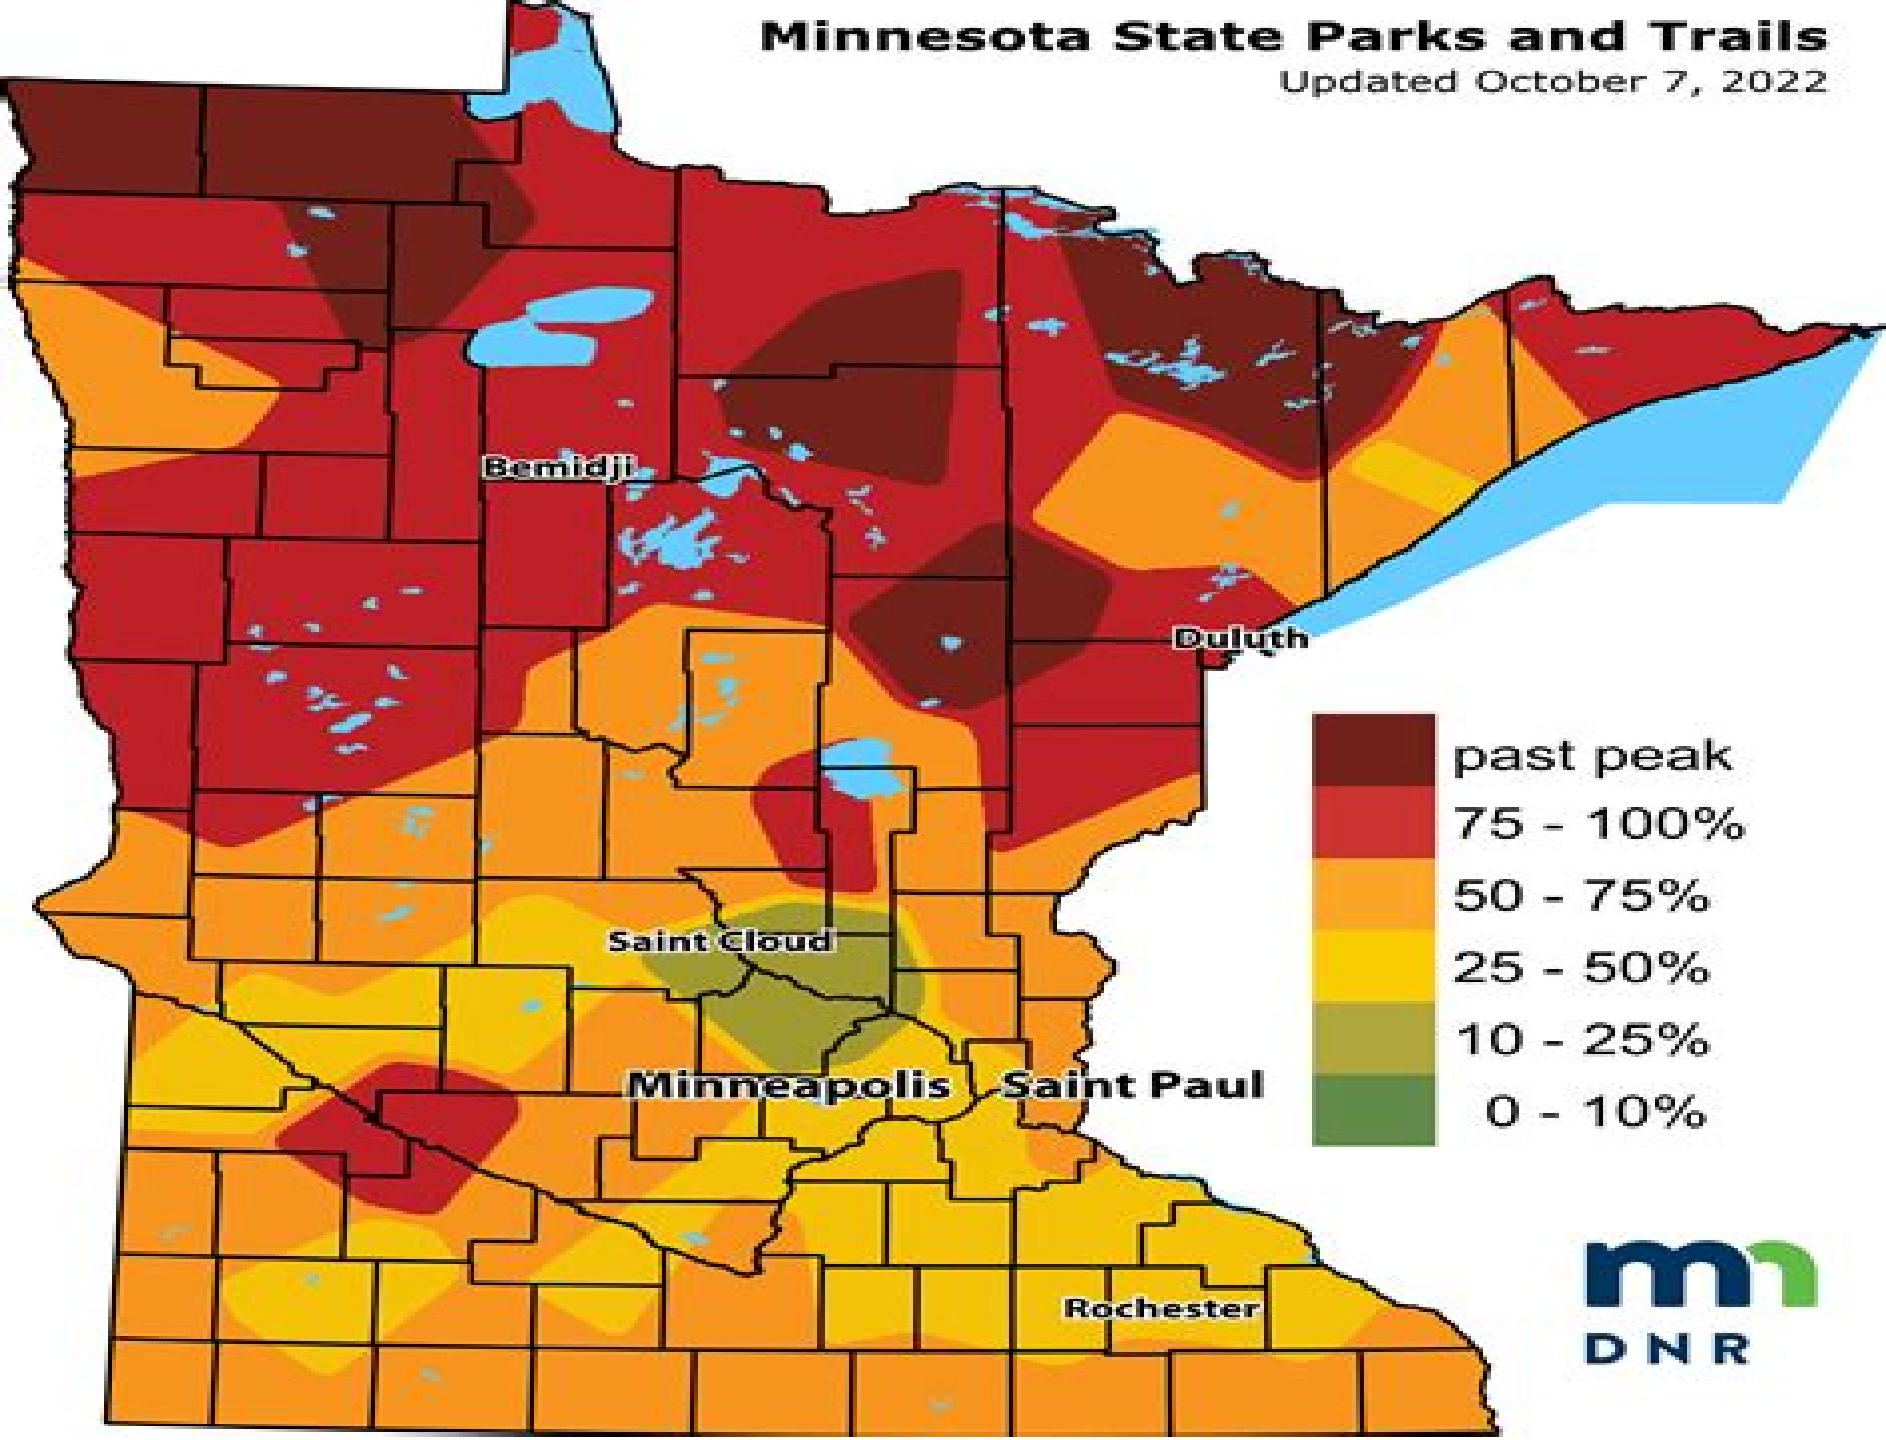 Minnesota State Parks and Trails
Updated October 7, 2022
Bemidji
Duluth
past peak
75 - 100%
50 - 75%
Saint Cloud
25 - 50%
10 - 25%
Minneapolis
Saint Paul
0 - 10%
Rochester
mn
DNR